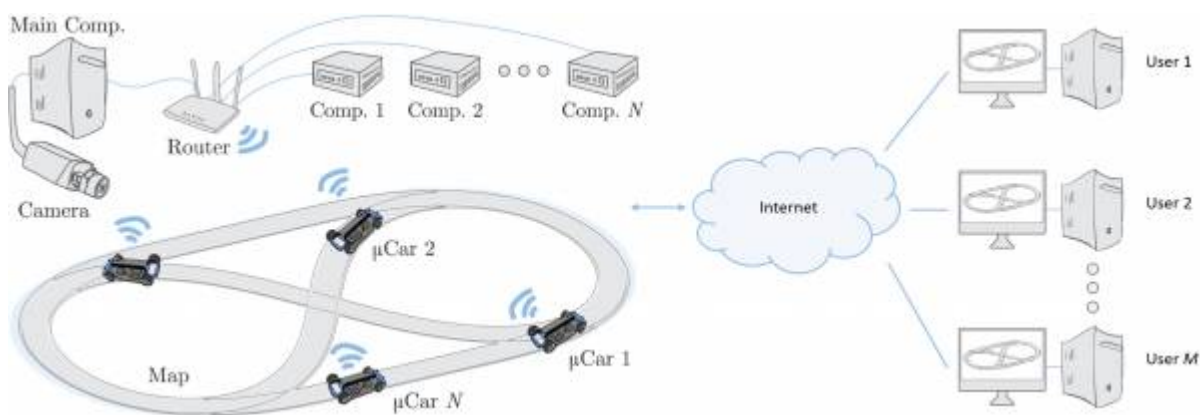 Main Comp.
Comp. 1
Comp. 2
Comp. N
Router
Camera
μCar 2
μCar 1
μCar N
Map
Internet
User 1
User 2
User M